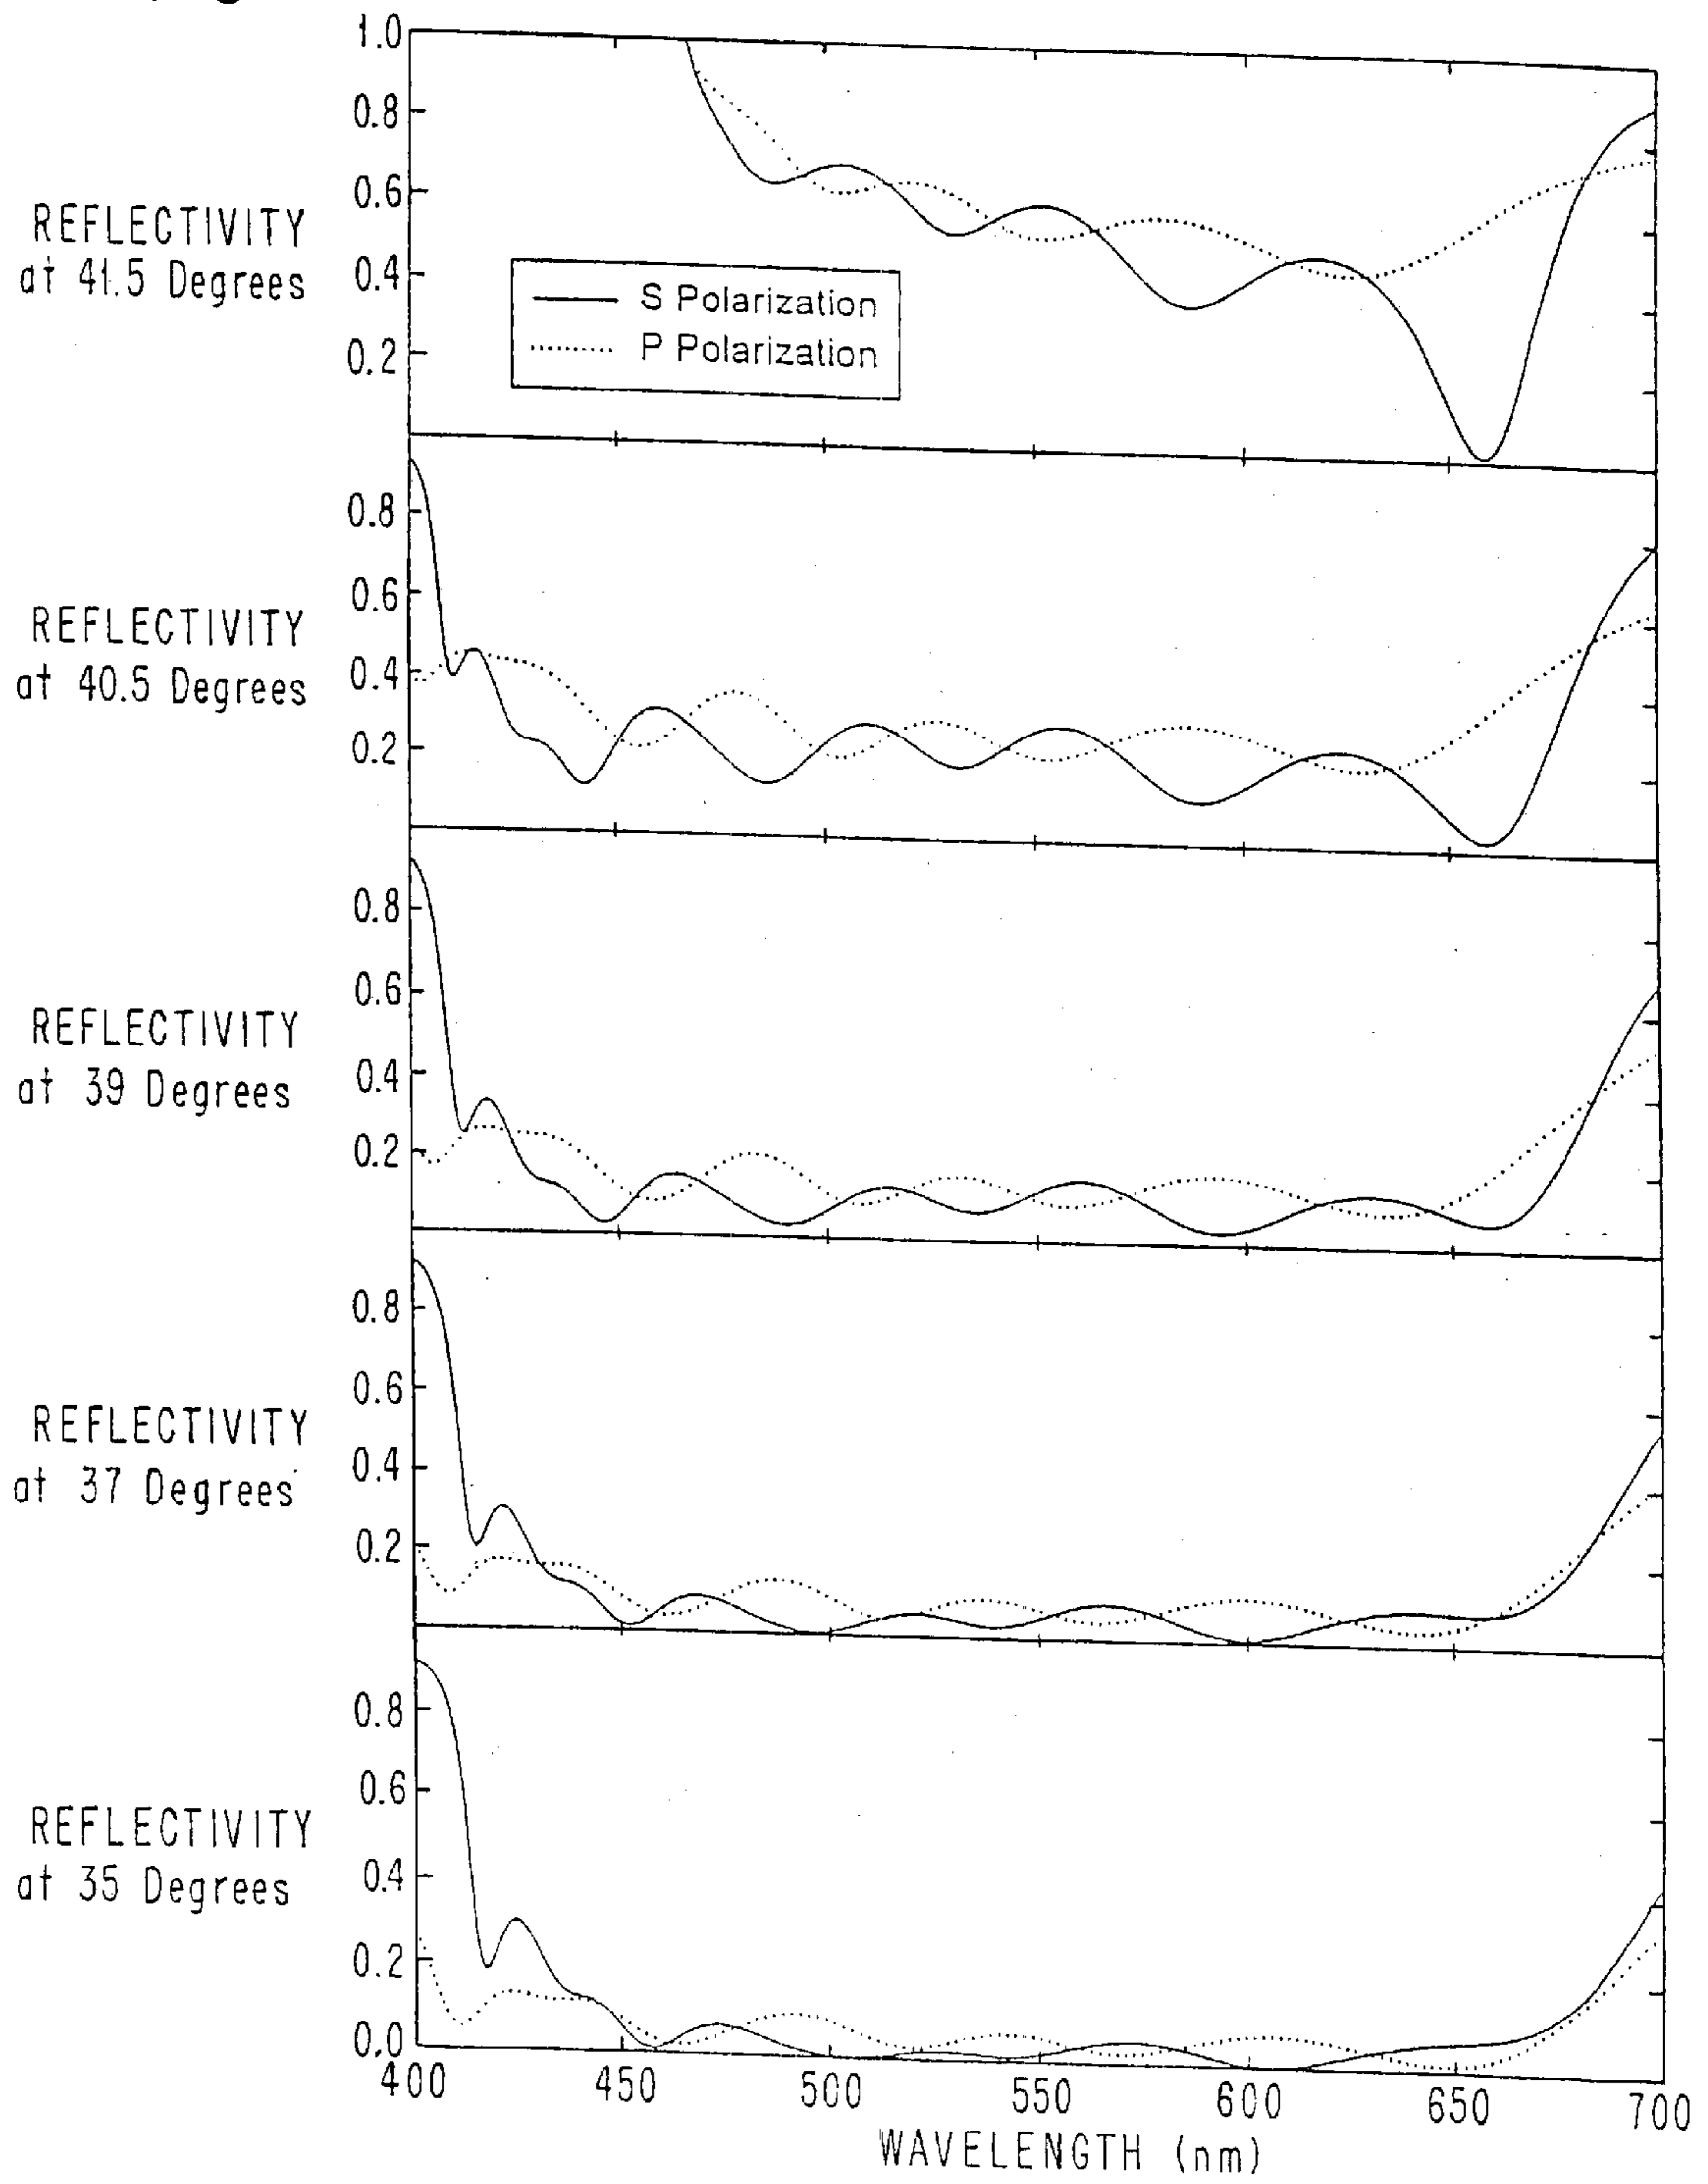 1.0
0.8
0.6
0.4
0.2
REFLECTIVITY
at 41.5 Degrees
S Polarization
P Polarization
0.8
0.6
0.4
0.2
REFLECTIVITY
at 40.5 Degrees
0.8
0.6
0.4
0.2
REFLECTIVITY
at 39 Degrees
0.8
0.6
0.4
0.2
REFLECTIVITY
at 37 Degrees
0.8
0.6
0.4
0.2
0.0
REFLECTIVITY
at 35 Degrees
400 450 500 550 600 650 700
WAVELENGTH (nm)